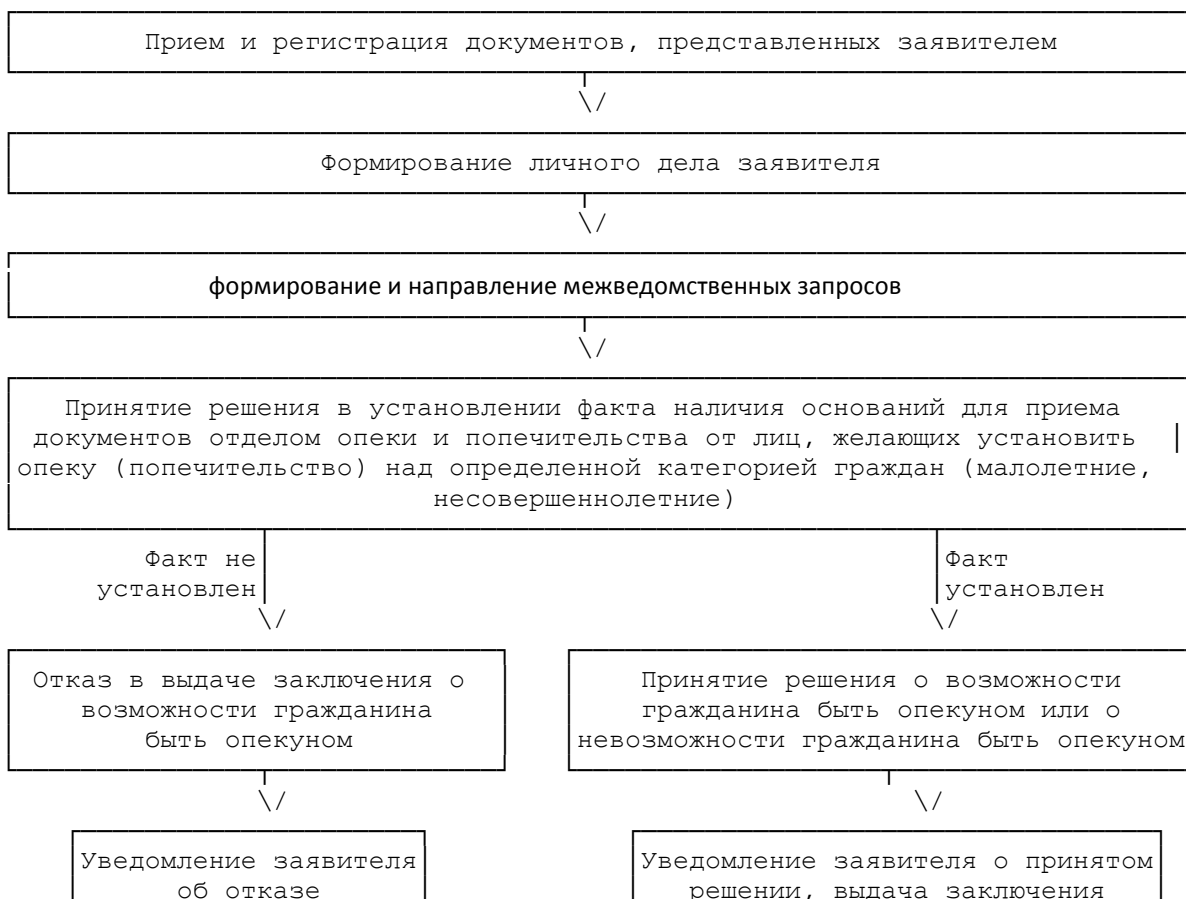 Прием и регистрация документов, представленных заявителем
Формирование личного дела заявителя
формирование и направление межведомственных запросов
Принятие решения в установлении факта наличия оснований для приема
документов отделом опеки и попечительства от лиц, желающих установить
опеку (попечительство) над определенной категорией граждан (малолетние,
несовершеннолетние)
Факт не
установлен
Факт
установлен
Отказ в выдаче заключения о
возможности гражданина
быть опекуном
Принятие решения о возможности
гражданина быть опекуном или о
невозможности гражданина быть опекуном
Уведомление заявителя
об отказе
Уведомление заявителя о принятом
решении, выдача заключения